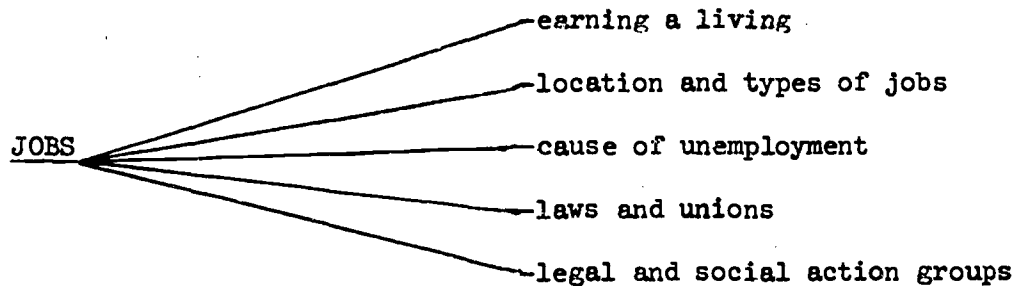 earning a living
location and types of jobs
JOBS
cause of unemployment
laws and unions
legal and social action groups